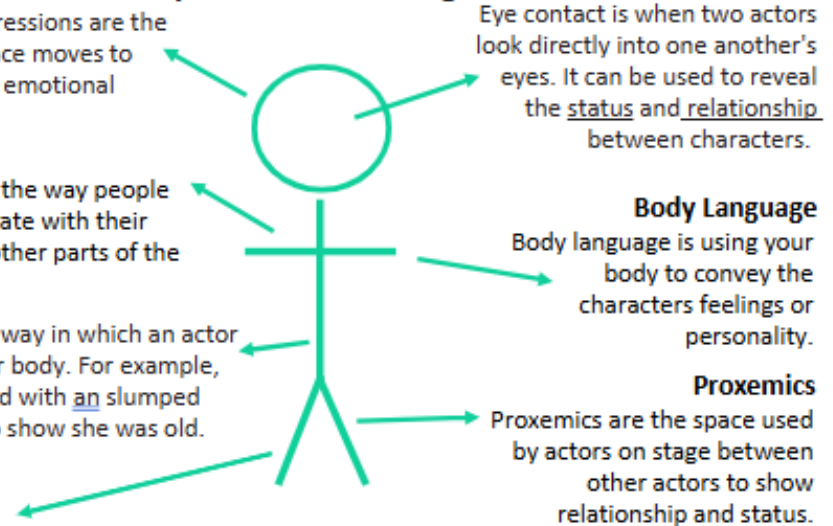 ressions are the
ce moves to
emotional
the way people
ate with their
ther parts of the
way in which an actor
r body. For example,
d with an slumped
show she was old.
Eye contact is when two actors
look directly into one another's
eyes. It can be used to reveal
the status and relationship
between characters.
Body Language
Body language is using your
body to convey the
characters feelings or
personality.
Proxemics
Proxemics are the space used
by actors on stage between
other actors to show
relationship and status.